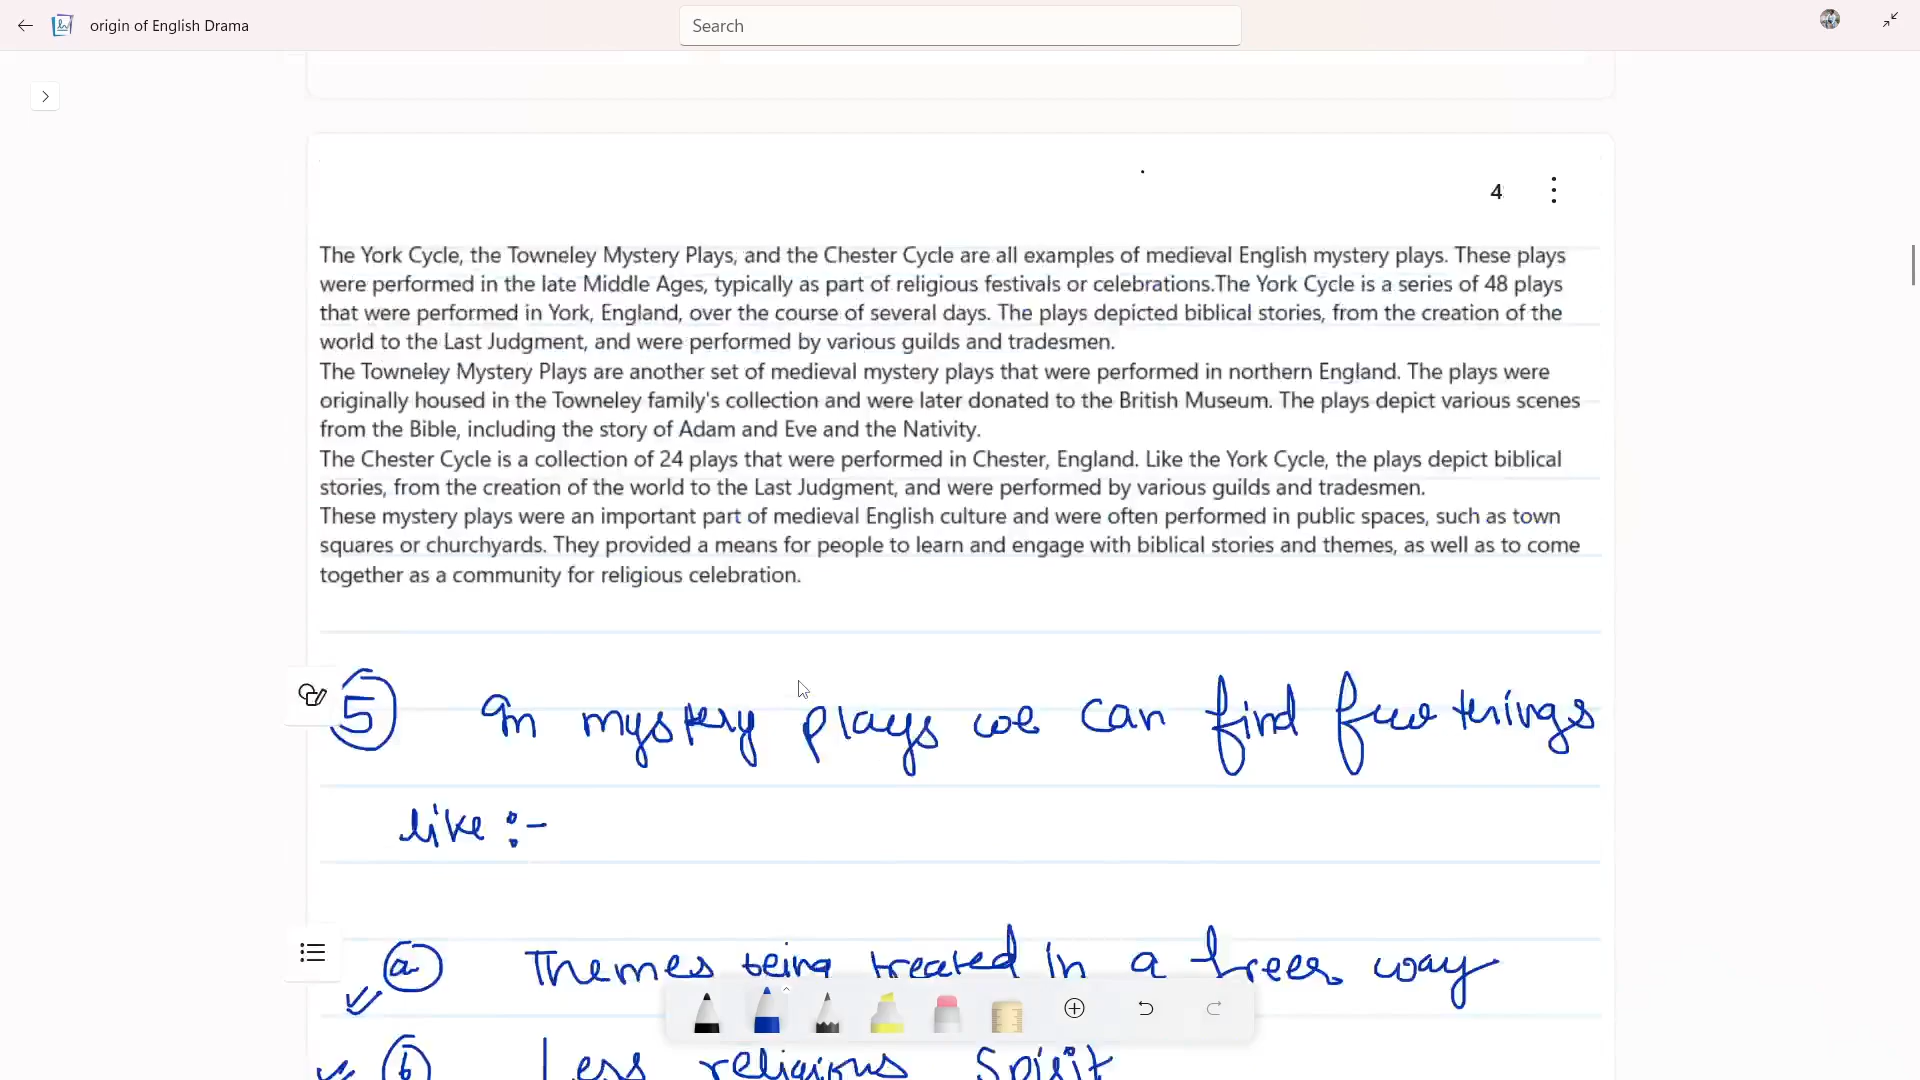 origin of English Drama
Search
4
The York Cycle, the Towneley Mystery Plays, and the Chester Cycle are all examples of medieval English mystery plays. These plays
were performed in the late Middle Ages, typically as part of religious festivals or celebrations.The York Cycle is a series of 48 plays
that were performed in York, England, over the course of several days. The plays depicted biblical stories, from the creation of the
world to the Last Judgment, and were performed by various guilds and tradesmen.
The Towneley Mystery Plays are another set of medieval mystery plays that were performed in northern England. The plays were
originally housed in the Towneley family's collection and were later donated to the British Museum. The plays depict various scenes
from the Bible, including the story of Adam and Eve and the Nativity.
The Chester Cycle is a collection of 24 plays that were performed in Chester, England. Like the York Cycle, the plays depict biblical
stories, from the creation of the world to the Last Judgment, and were performed by various guilds and tradesmen.
These mystery plays were an important part of medieval English culture and were often performed in public spaces, such as town
squares or churchyards. They provided a means for people to learn and engage with biblical stories and themes, as well as to come
together as a community for religious celebration.
5 In mystery plays we can find few things
like :-
a Themes being treated in a freer way
b Less religious Spirit